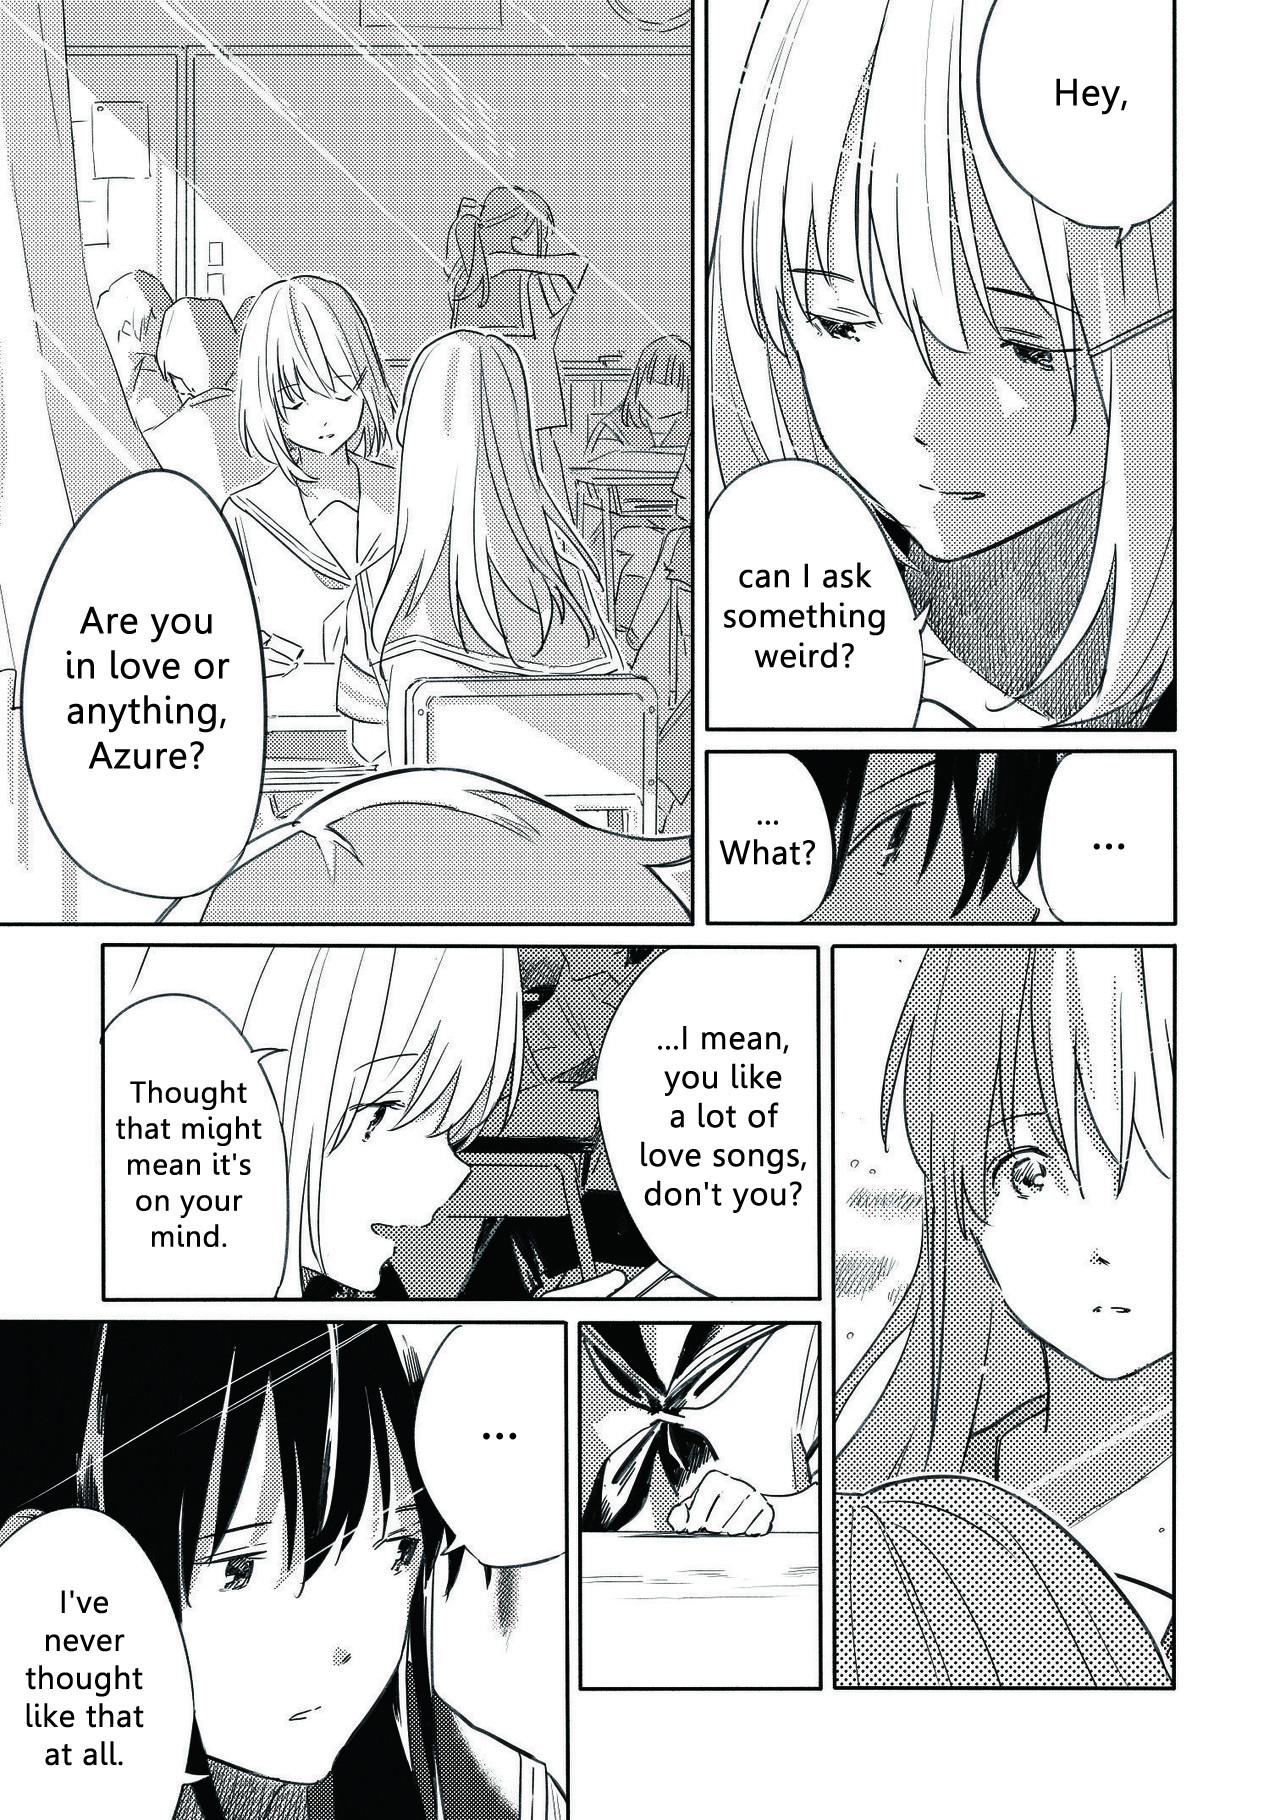 Hey,
can I ask
something
weird?
...
...
What?
Are you
in love or
anything,
Azure?
...I mean,
you like
a lot of
love songs,
don't you?
Thought
that might
mean it's
on your
mind.
...
I've
never
thought
like that
at all.